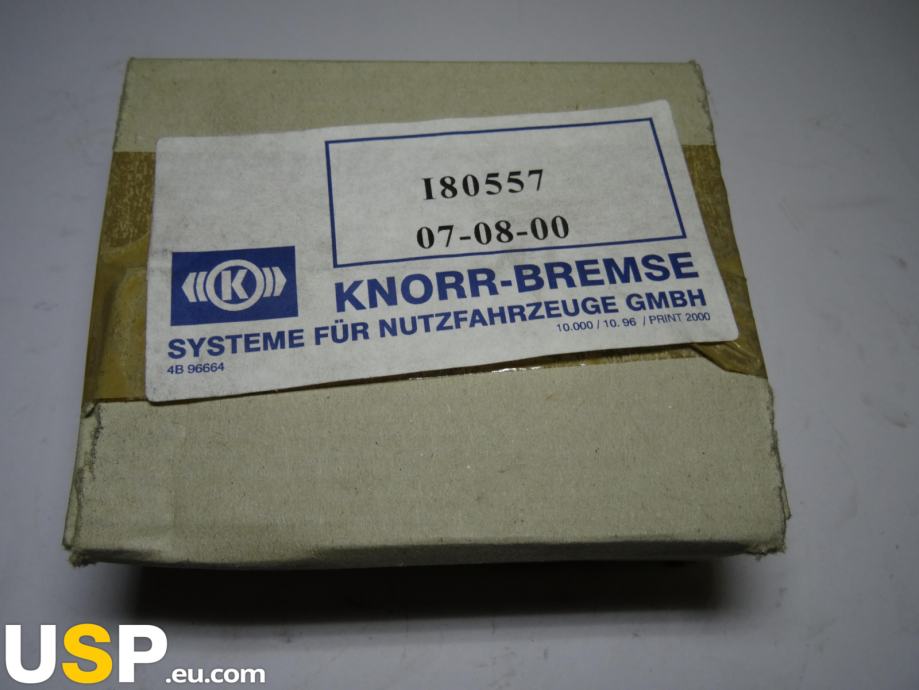 I80557
07-08-00
K
KNORR-BREMSE
SYSTEME FÜR NUTZFAHRZEUGE GMBH
10.000 / 10. 96 / PRINT 2000
4B 96664
USP.eu.com